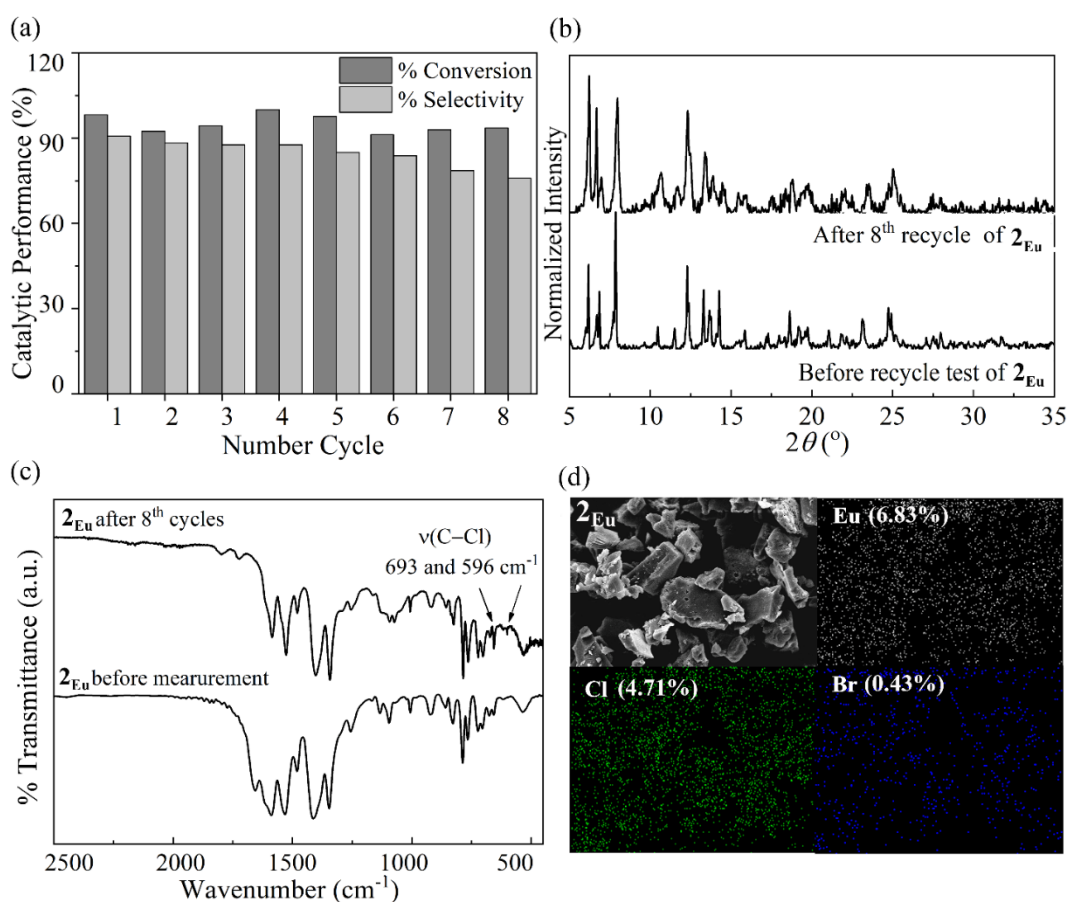 (a)
120
90
60
30
0
Catalytic Performance (%)
% Conversion
% Selectivity
1 2 3 4 5 6 7 8
Number Cycle
(b)
Normalized Intensity
After 8th recycle of 2Eu
Before recycle test of 2Eu
5 10 15 20 25 30 35
2θ (°)
(c)
% Transmittance (a.u.)
2Eu after 8th cycles
ν(C–Cl)
693 and 596 cm-1
2Eu before mearurement
2500 2000 1500 1000 500
Wavenumber (cm-1)
(d)
2Eu
Eu (6.83%)
Cl (4.71%)
Br (0.43%)